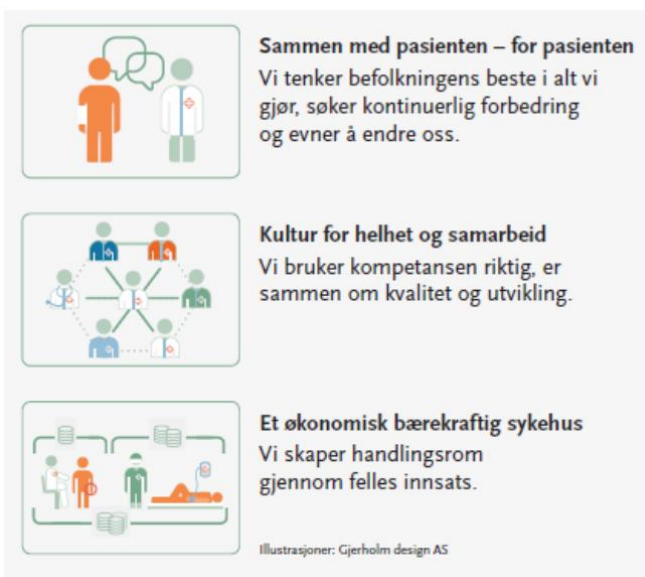 Sammen med pasienten – for pasienten
Vi tenker befolkningens beste i alt vi
gjør, søker kontinuerlig forbedring
og evner å endre oss.
Kultur for helhet og samarbeid
Vi bruker kompetansen riktig, er
sammen om kvalitet og utvikling.
Et økonomisk bærekraftig sykehus
Vi skaper handlingsrom
gjennom felles innsats.
Illustrasjoner: Gjerholm design AS